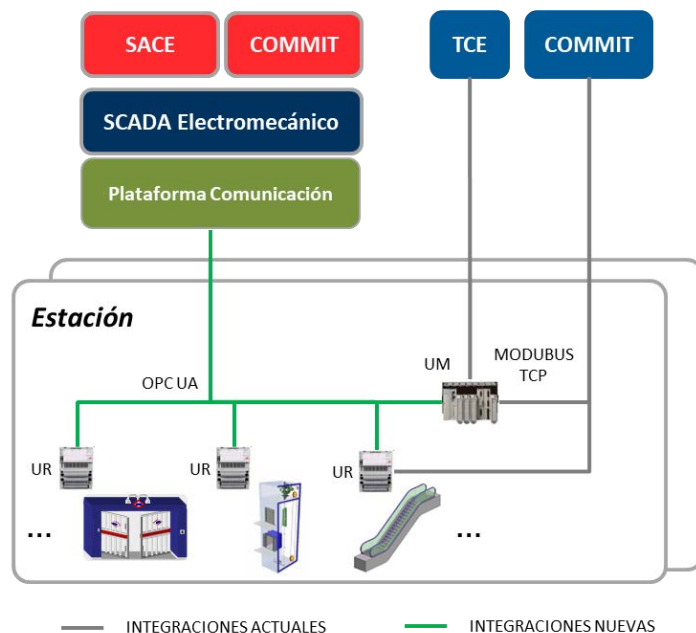 SACE
COMMIT
TCE
COMMIT
SCADA Electromecánico
Plataforma Comunicación
Estación
UM
MODUBUS
TCP
OPC UA
UR
UR
UR
...
...
INTEGRACIONES ACTUALES
INTEGRACIONES NUEVAS